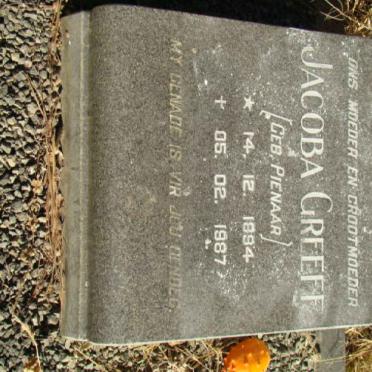 ONS MOEDER EN GROOTMOEDER
JACOBA GREEFF
[GEB. PIENAAR]
★ 14. 12. 1894
+ 05. 02. 1987
MY GENADE IS VIR JOU GENOEG